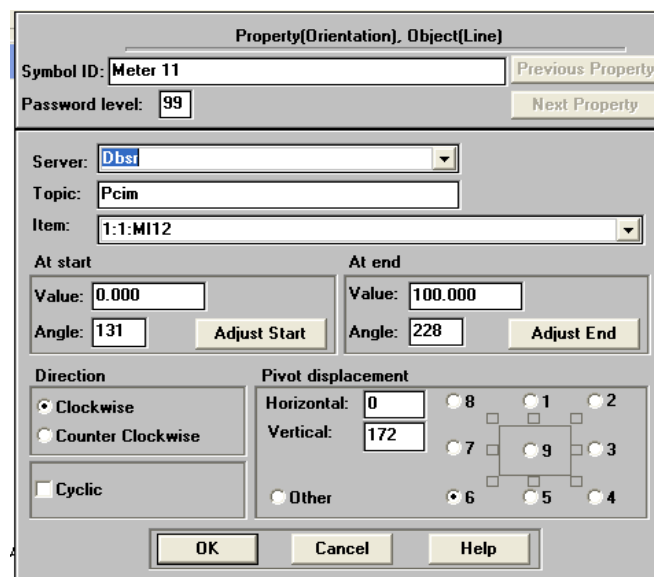 Property(Orientation), Object(Line)
Symbol ID: Meter 11 Previous Property
Password level: 99 Next Property
Server: Dbsr
Topic: Pcim
Item: 1:1:MI12
At start At end
Value: 0.000 Value: 100.000
Angle: 131 Adjust Start Angle: 228 Adjust End
Direction Pivot displacement
Clockwise Horizontal: 0 8 1 2
Counter Clockwise Vertical: 172 7 9 3
Cyclic Other 6 5 4
OK Cancel Help